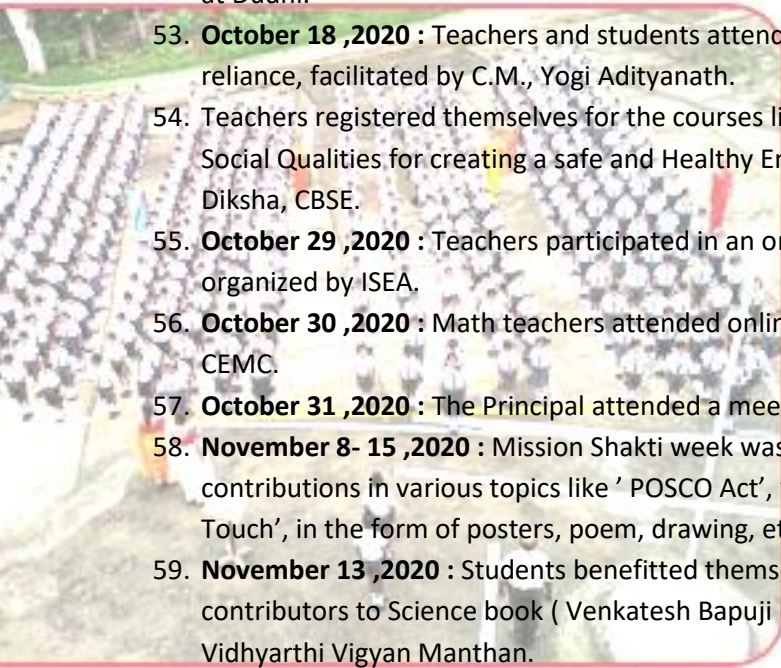 53. October 18 ,2020 : Teachers and students attend
reliance, facilitated by C.M., Yogi Adityanath.
54. Teachers registered themselves for the courses li
Social Qualities for creating a safe and Healthy En
Diksha, CBSE.
55. October 29 ,2020 : Teachers participated in an on
organized by ISEA.
56. October 30 ,2020 : Math teachers attended onlin
CEMC.
57. October 31 ,2020 : The Principal attended a mee
58. November 8- 15 ,2020 : Mission Shakti week was
contributions in various topics like ’ POSCO Act’,
Touch’, in the form of posters, poem, drawing, et
59. November 13 ,2020 : Students benefitted thems
contributors to Science book ( Venkatesh Bapuji
Vidhyarthi Vigyan Manthan.